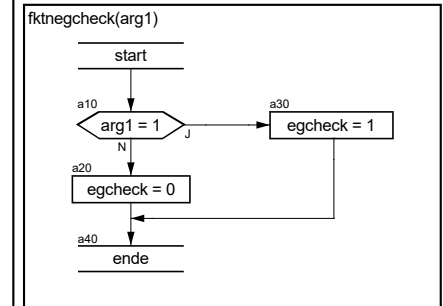 fktnegcheck(arg1)
start
a10
arg1 = 1
J
N
a30
egcheck = 1
a20
egcheck = 0
a40
ende